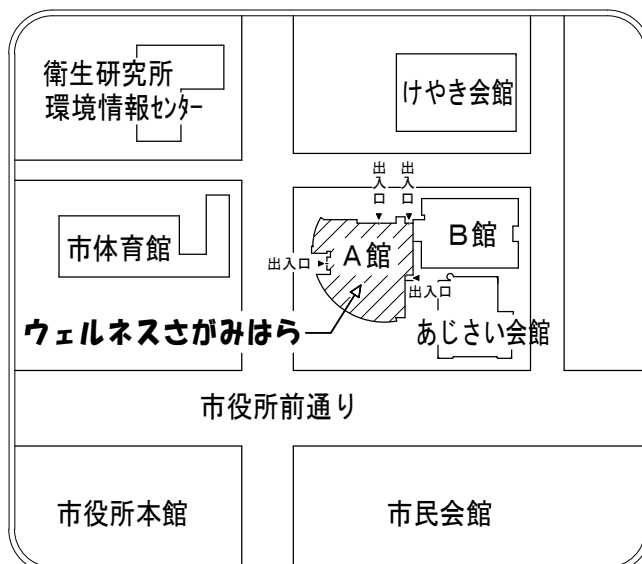 衛生研究所
環境情報センター
けやき会館
出入口
出入口
市体育館
出入口
A館
B館
出入口
ウェルネスさがみはら
あじさい会館
市役所前通り
市役所本館
市民会館